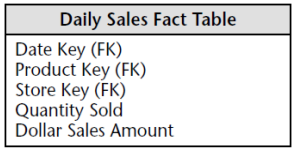 Daily Sales Fact Table
Date Key (FK)
Product Key (FK)
Store Key (FK)
Quantity Sold
Dollar Sales Amount